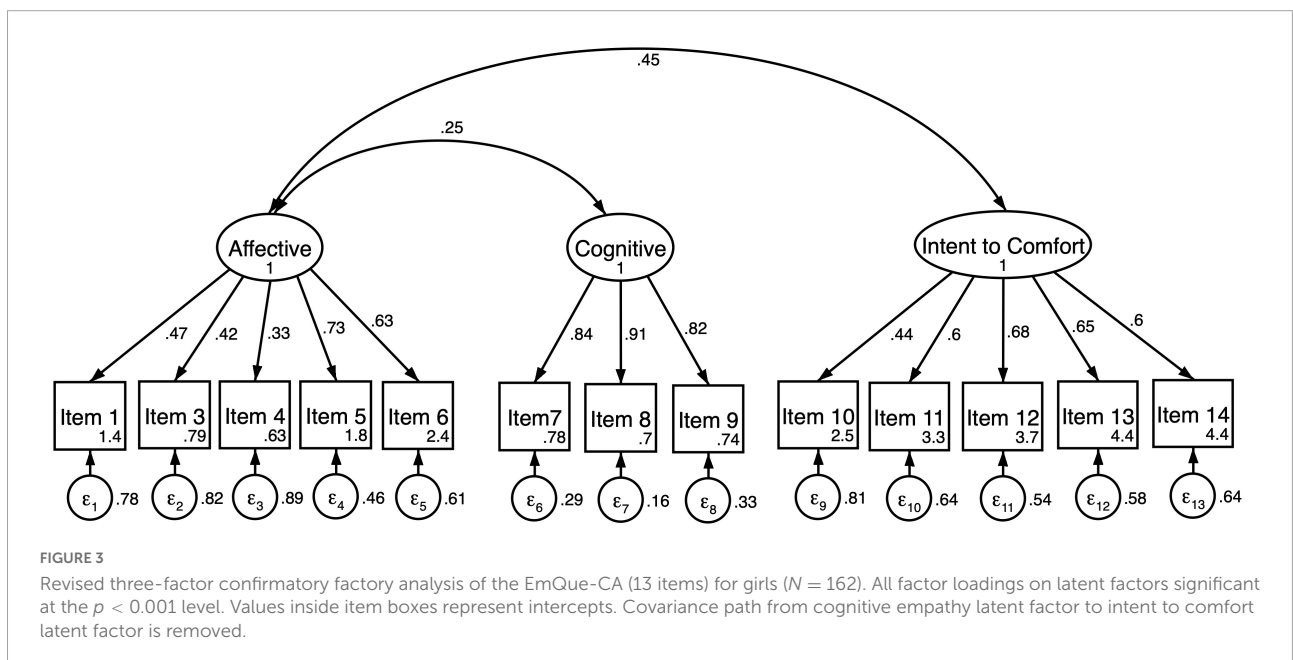 .45
.25
Affective
1
Cognitive
1
Intent to Comfort
1
.47 .42 .33 .73 .63 .84 .91 .82 .44 .6 .68 .65 .6
Item 1 Item 3 Item 4 Item 5 Item 6 Item7 Item 8 Item 9 Item 10 Item 11 Item 12 Item 13 Item 14
1.4 .79 .63 1.8 2.4 .78 .7 .74 2.5 3.3 3.7 4.4 4.4
ε1 .78 ε2 .82 ε3 .89 ε4 .46 ε5 .61 ε6 .29 ε7 .16 ε8 .33 ε9 .81 ε10 .64 ε11 .54 ε12 .58 ε13 .64
FIGURE 3
Revised three-factor confirmatory factory analysis of the EmQue-CA (13 items) for girls (N = 162). All factor loadings on latent factors significant
at the p < 0.001 level. Values inside item boxes represent intercepts. Covariance path from cognitive empathy latent factor to intent to comfort
latent factor is removed.